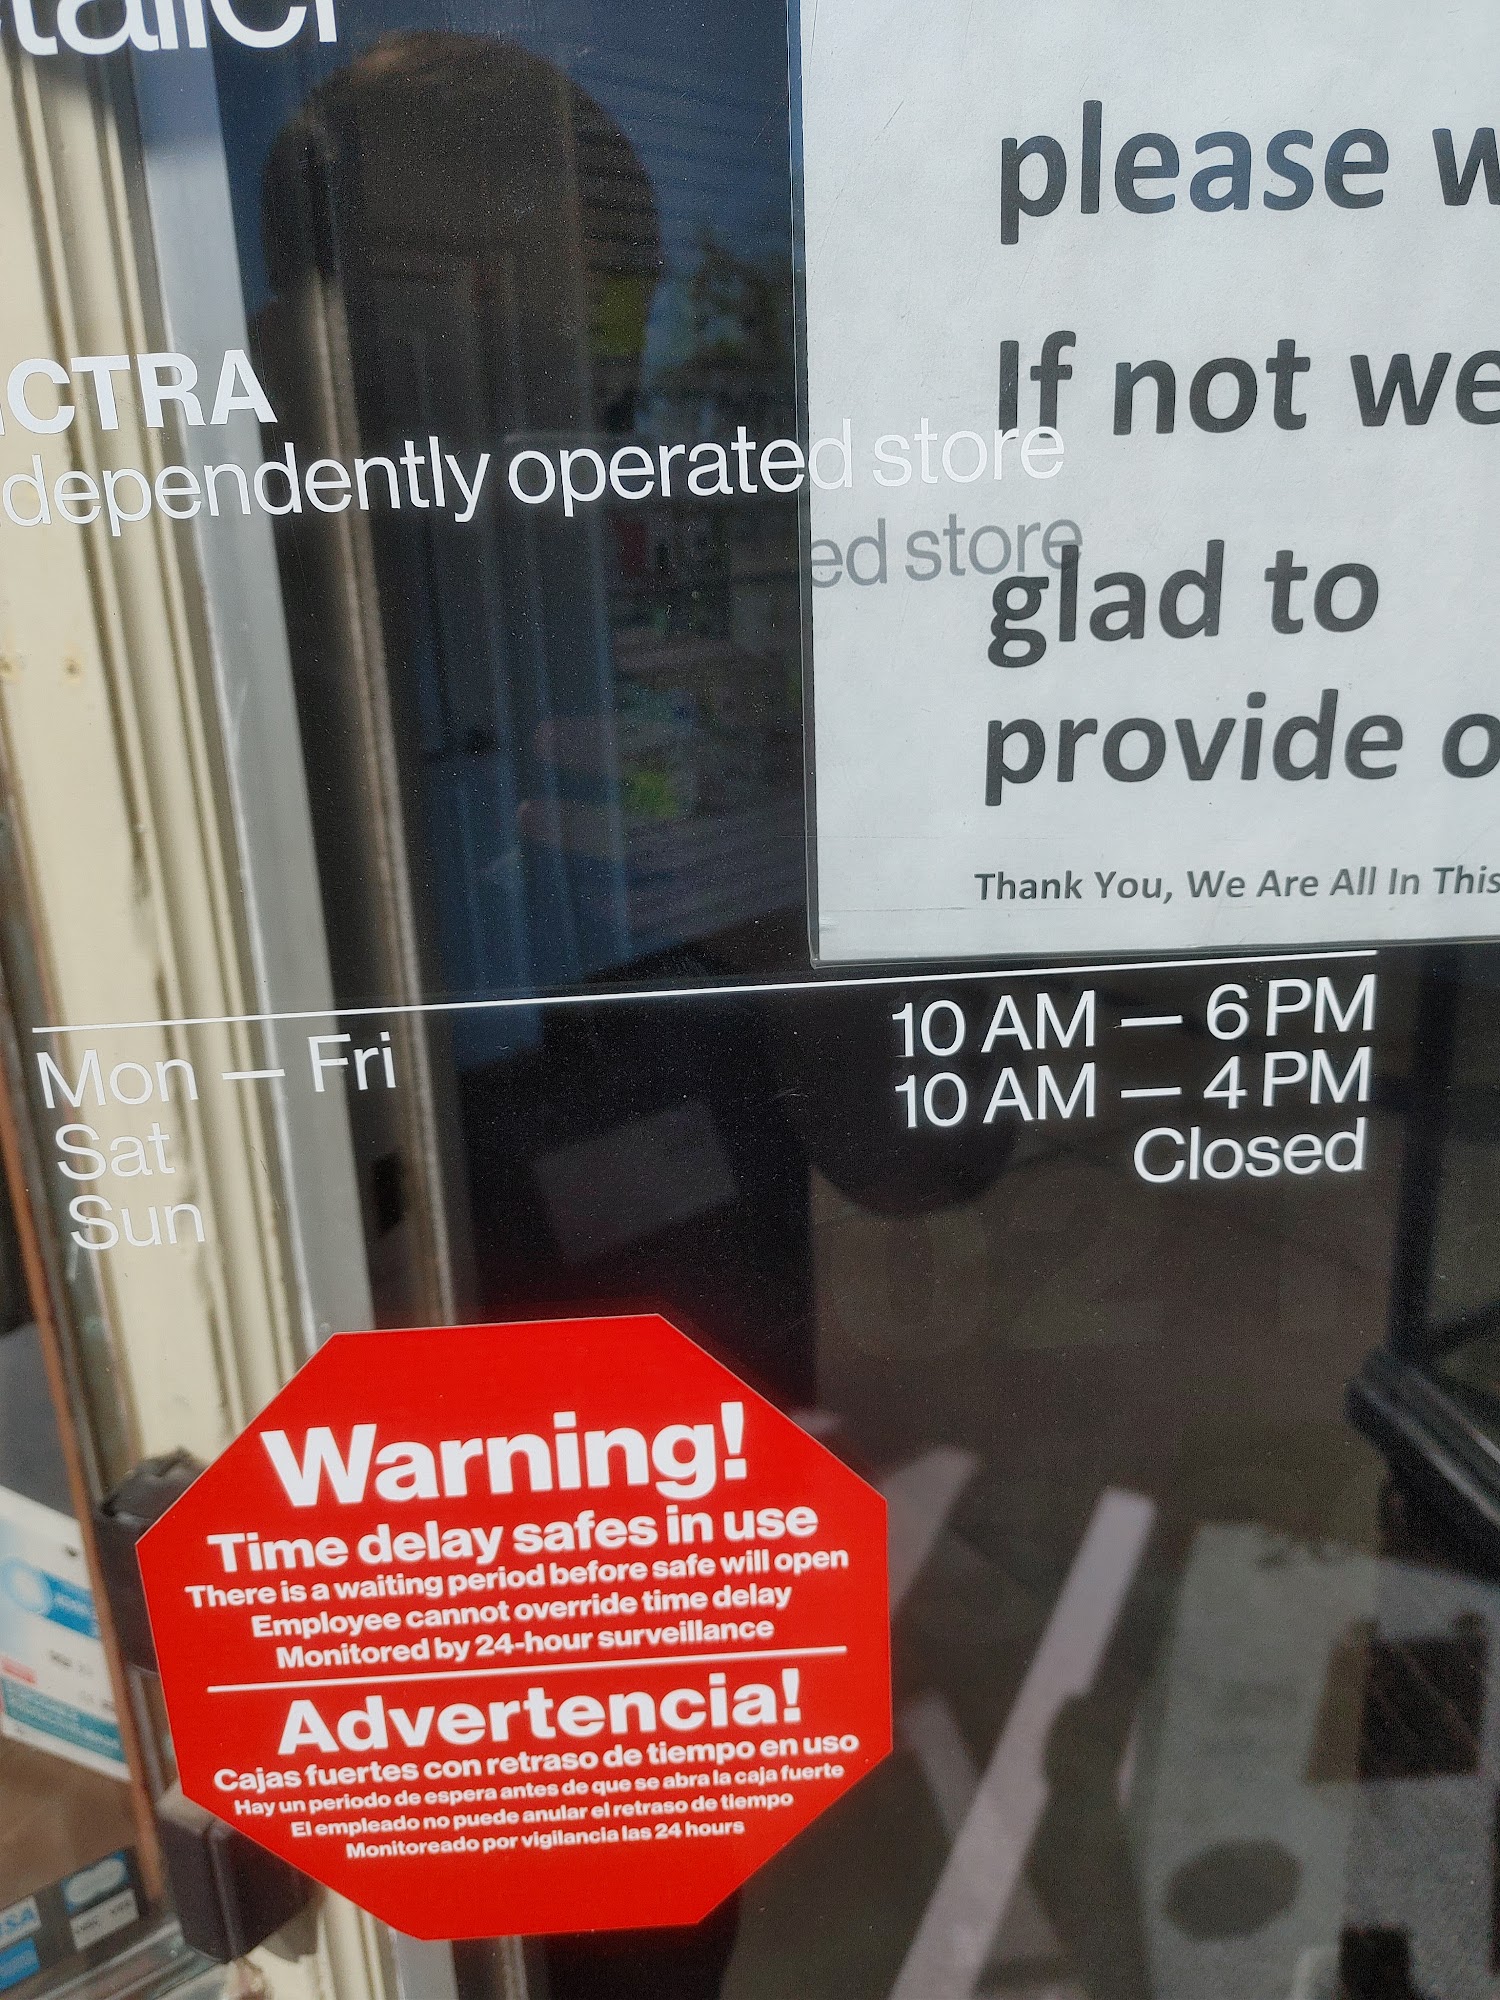 please
If not we
CTRA
dependently operated store
ed store
glad to
provide
Thank You, We Are All In This
Mon — Fri 10 AM — 6 PM
Sat 10 AM — 4 PM
Sun Closed
Warning!
Time delay safes in use
There is a waiting period before safe will open
Employee cannot override time delay
Monitored by 24-hour surveillance
Advertencia!
Cajas fuertes con retraso de tiempo en uso
Hay un periodo de espera antes de que se abra la caja fuerte
El empleado no puede anular el retraso de tiempo
Monitoreado por vigilancia las 24 hours